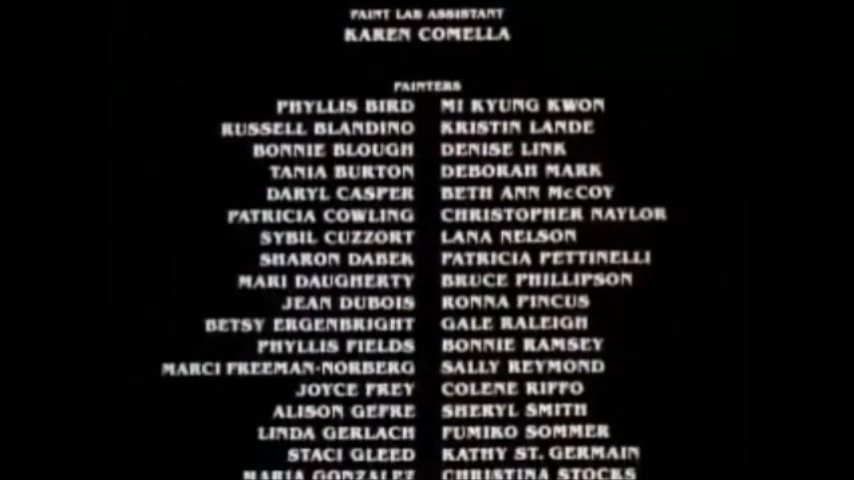 PAINT LAB ASSISTANT
KAREN COMELLA
PAINTERS
PHYLLIS BIRD MI KYUNG KWON
RUSSELL BLANDINO KRISTIN LANDE
BONNIE BLOUGH DENISE LINK
TANIA BURTON DEBORAH MARK
DARYL CASPER BETH ANN McCOY
PATRICIA COWLING CHRISTOPHER NAYLOR
SYBIL CUZZORT LANA NELSON
SHARON DABEK PATRICIA PETTINELLI
MARI DAUGHERTY BRUCE PHILLIPSON
JEAN DUBOIS RONNA PINCUS
BETSY ERGENBRIGHT GALE RALEIGH
PHYLLIS FIELDS BONNIE RAMSEY
MARCI FREEMAN-NORBERG SALLY REYMOND
JOYCE FREY COLENE RIFFO
ALISON GEFRE SHERYL SMITH
LINDA GERLACH FUMIKO SOMMER
STACI GLEED KATHY ST. GERMAIN
MARIA GONZALEZ CHRISTINA STOCKS